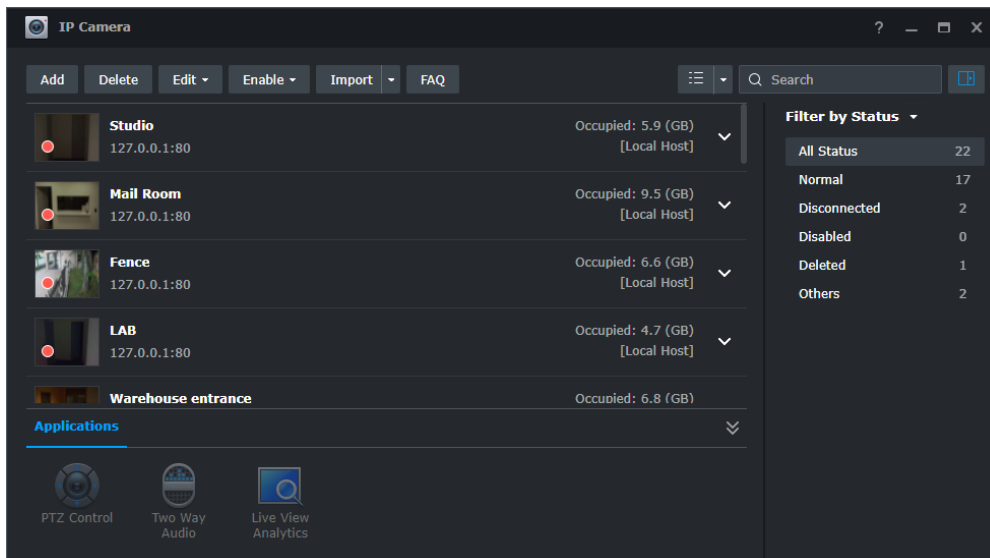 IP Camera
?
Add Delete Edit Enable Import FAQ Search
Studio Occupied: 5.9 (GB)
127.0.0.1:80 [Local Host]
Mail Room Occupied: 9.5 (GB)
127.0.0.1:80 [Local Host]
Fence Occupied: 6.6 (GB)
127.0.0.1:80 [Local Host]
LAB Occupied: 4.7 (GB)
127.0.0.1:80 [Local Host]
Warehouse entrance Occupied: 6.8 (GB)
Filter by Status
All Status 22
Normal 17
Disconnected 2
Disabled 0
Deleted 1
Others 2
Applications
PTZ Control
Two Way
Audio
Live View
Analytics